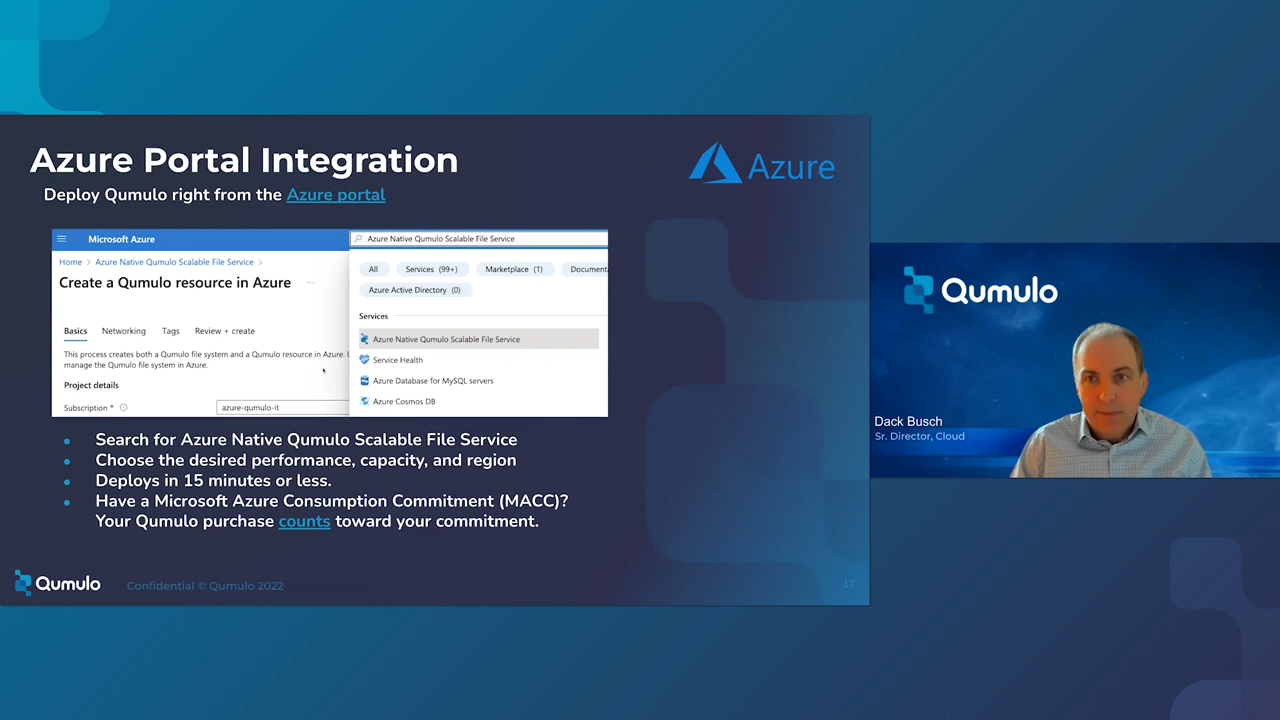 Azure Portal Integration
Deploy Qumulo right from the Azure portal
Azure
Microsoft Azure
Home > Azure Native Qumulo Scalable File Service >
Create a Qumulo resource in Azure ...
Basics Networking Tags Review + create
This process creates both a Qumulo file system and a Qumulo resource in Azure. U
manage the Qumulo file system in Azure.
Project details
Subscription *
azure-qumulo-it
Azure Native Qumulo Scalable File Service
All Services (99+) Marketplace (1) Document
Azure Active Directory (0)
Services
Azure Native Qumulo Scalable File Service
Service Health
Azure Database for MySQL servers
Azure Cosmos DB
• Search for Azure Native Qumulo Scalable File Service
• Choose the desired performance, capacity, and region
• Deploys in 15 minutes or less.
• Have a Microsoft Azure Consumption Commitment (MACC)?
Your Qumulo purchase counts toward your commitment.
Qumulo
Confidential © Qumulo 2022
17
Qumulo
Dack Busch
Sr. Director, Cloud